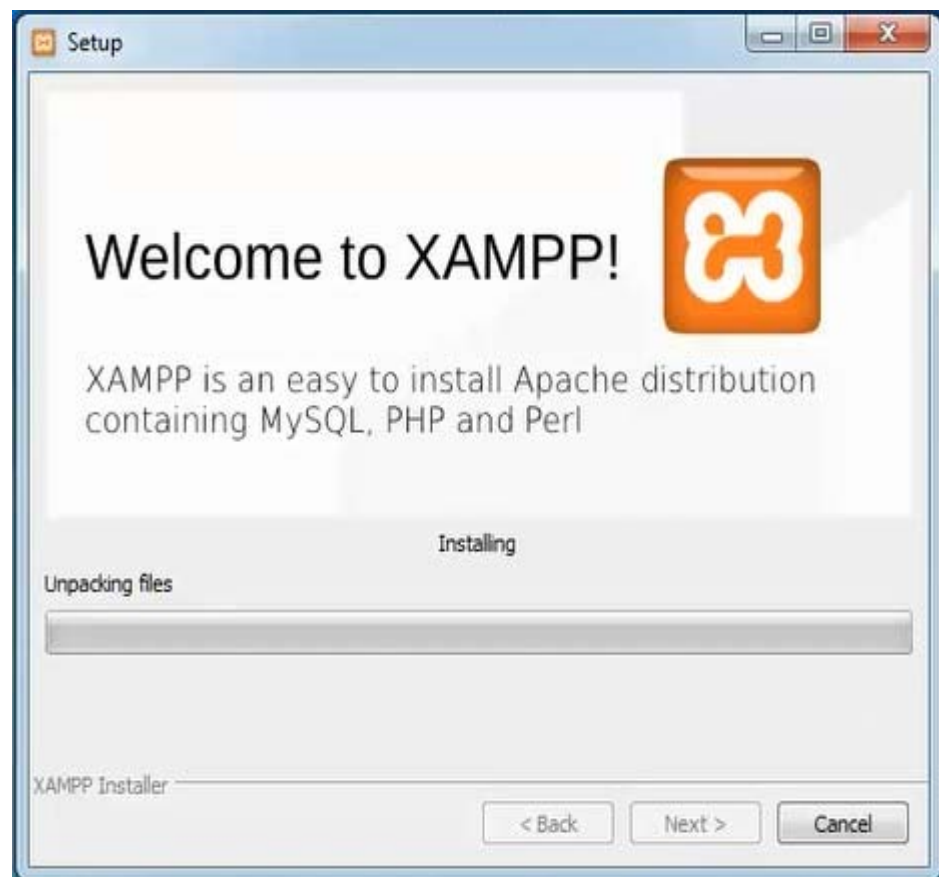 Setup
Welcome to XAMPP!
XAMPP is an easy to install Apache distribution
containing MySQL, PHP and Perl
Installing
Unpacking files
XAMPP Installer
< Back
Next >
Cancel